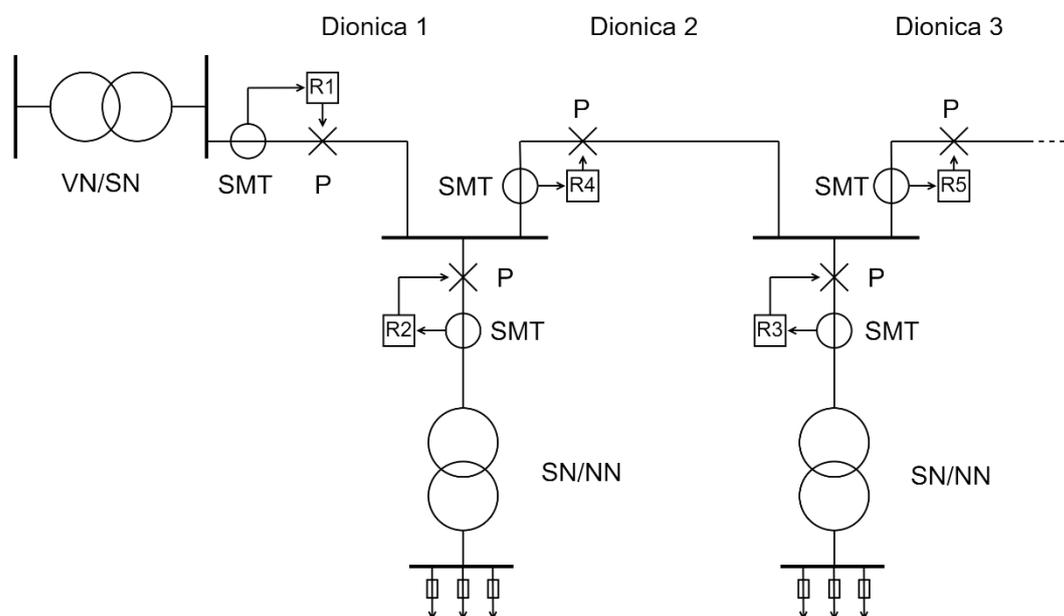 Dionica 1
Dionica 2
Dionica 3
R1
P
P
VN/SN
SMT
P
SMT
R4
SMT
R5
P
P
R2
SMT
R3
SMT
SN/NN
SN/NN